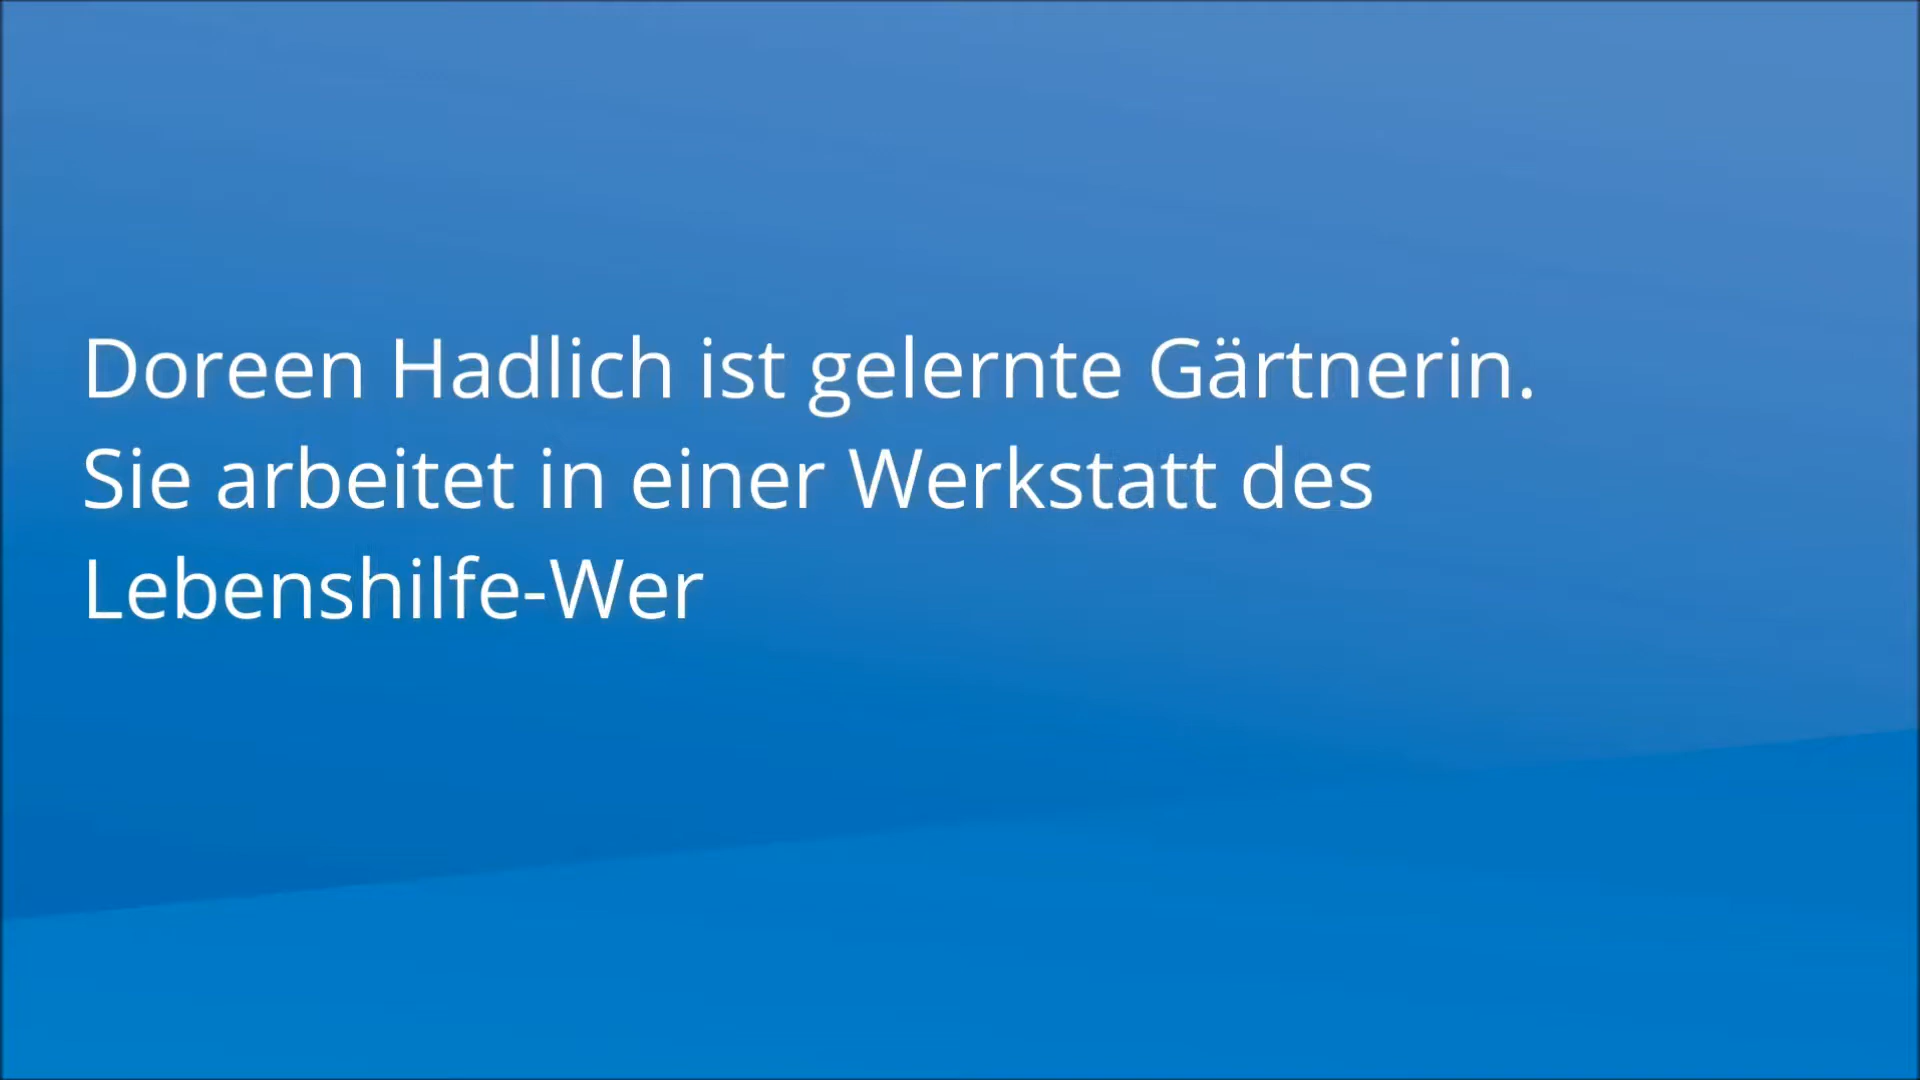 Doreen Hadlich ist gelernte Gärtnerin.
Sie arbeitet in einer Werkstatt des
Lebenshilfe-Wer